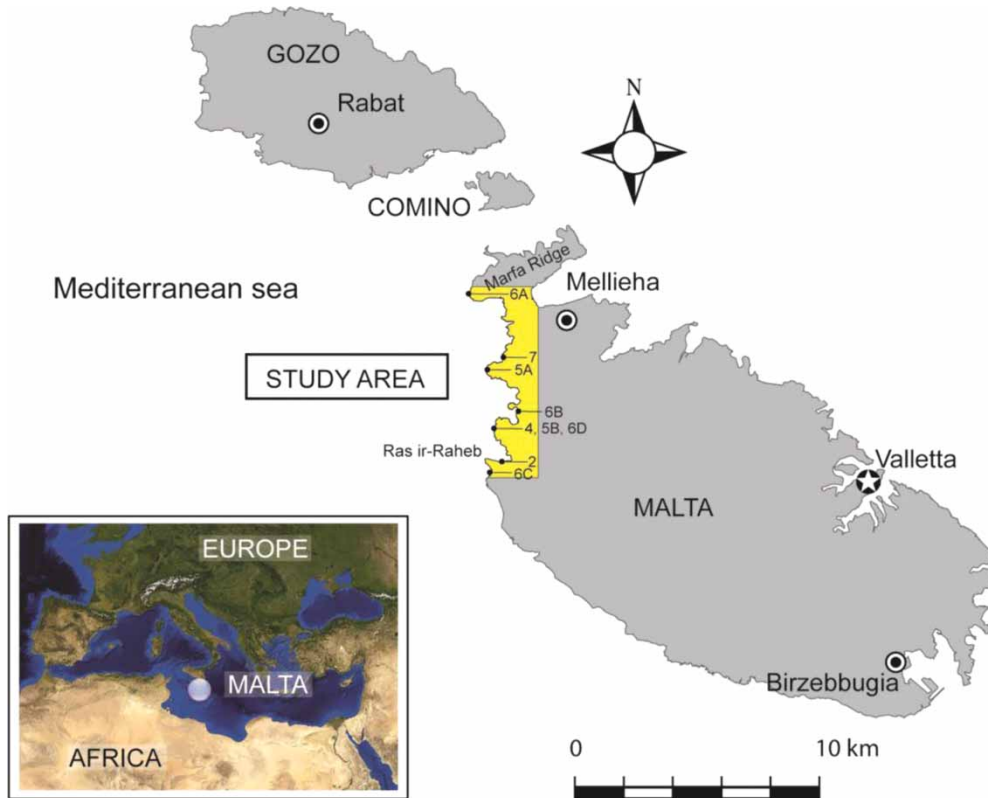 GOZO
Rabat
N
COMINO
Marfa Ridge
Mediterranean sea
Mellieha
6A
7
STUDY AREA
5A
6B
4, 5B, 6D
Ras ir-Raheb
2
6C
Valletta
MALTA
EUROPE
MALTA
AFRICA
Birzebbugia
0
10 km